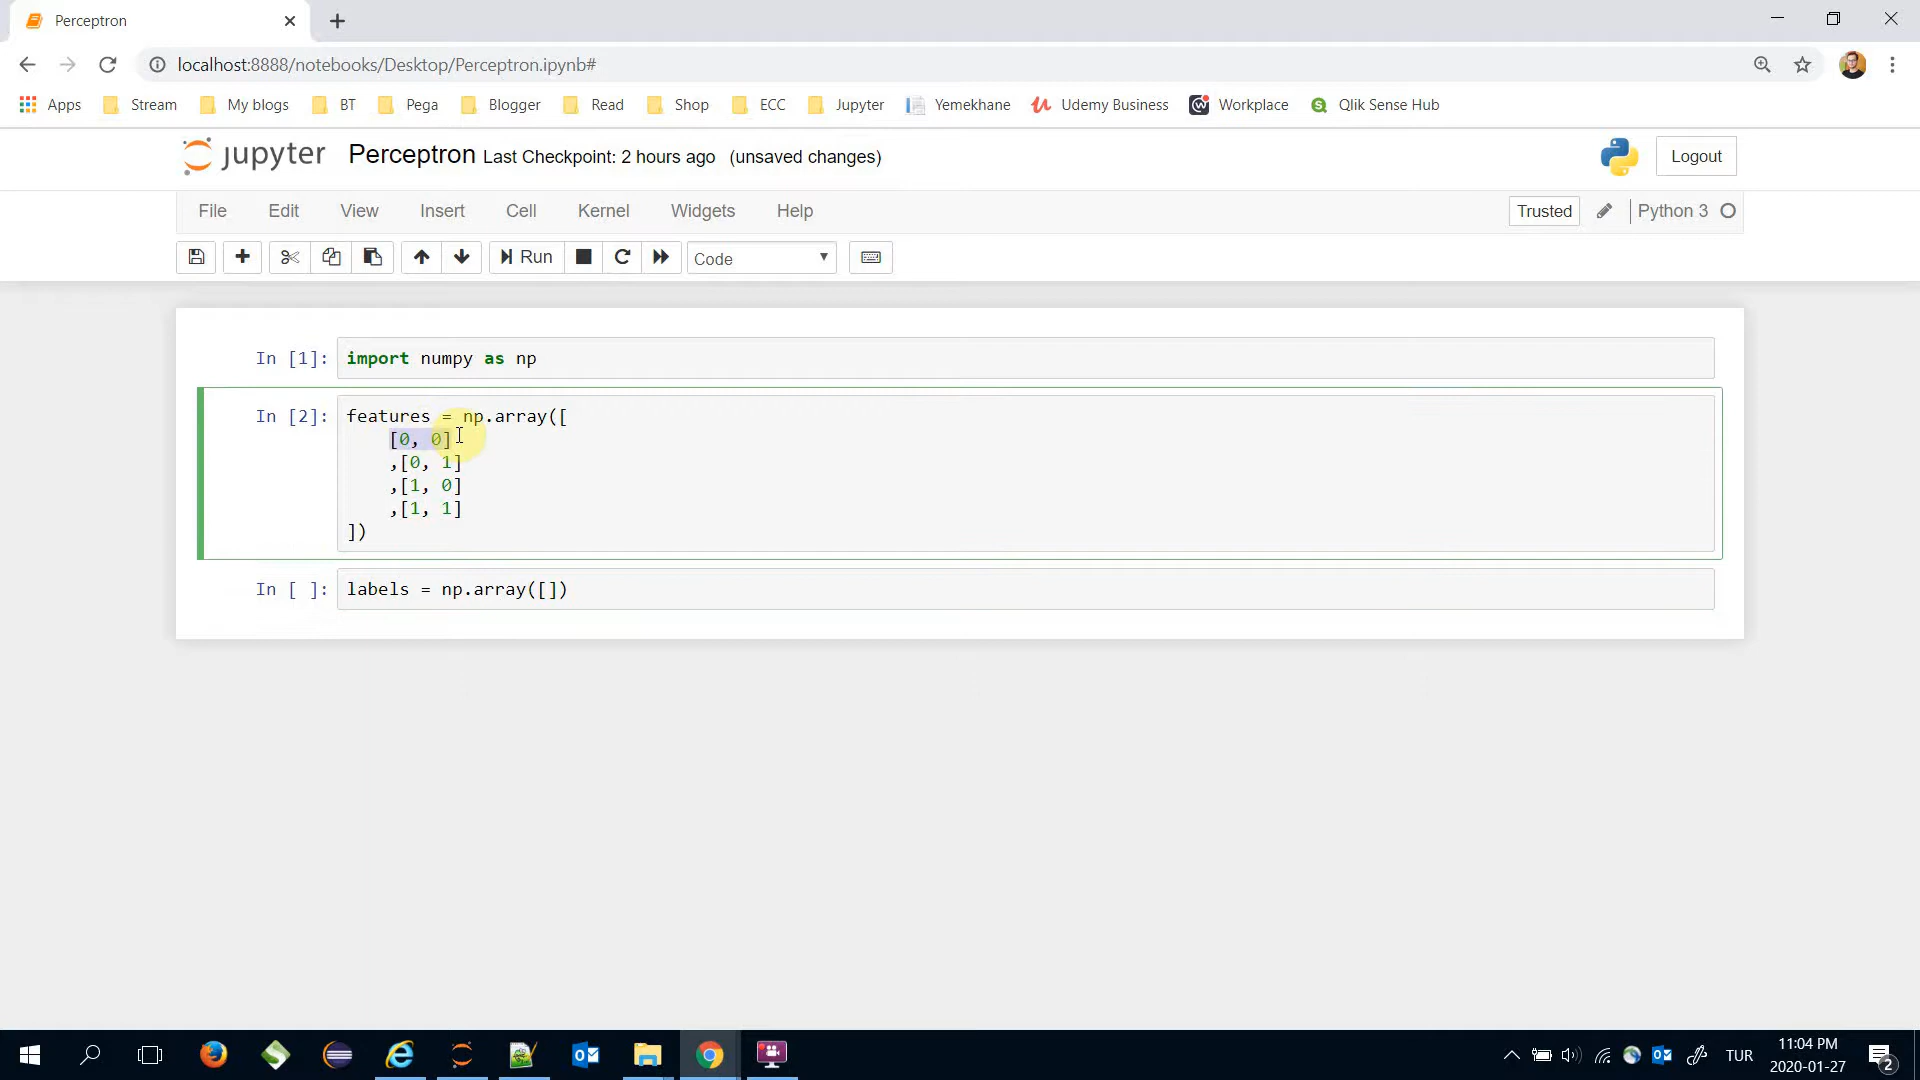 Perceptron
localhost:8888/notebooks/Desktop/Perceptron.ipynb#
Apps Stream My blogs BT Pega Blogger Read Shop ECC Jupyter Yemekhane Udemy Business Workplace Qlik Sense Hub
jupyter Perceptron Last Checkpoint: 2 hours ago (unsaved changes) Logout
File Edit View Insert Cell Kernel Widgets Help Trusted Python 3
Run Code
In [1]: import numpy as np
In [2]: features = np.array([
[0, 0]
,[0, 1]
,[1, 0]
,[1, 1]
])
In [ ]: labels = np.array([])
TUR 11:04 PM
2020-01-27 2